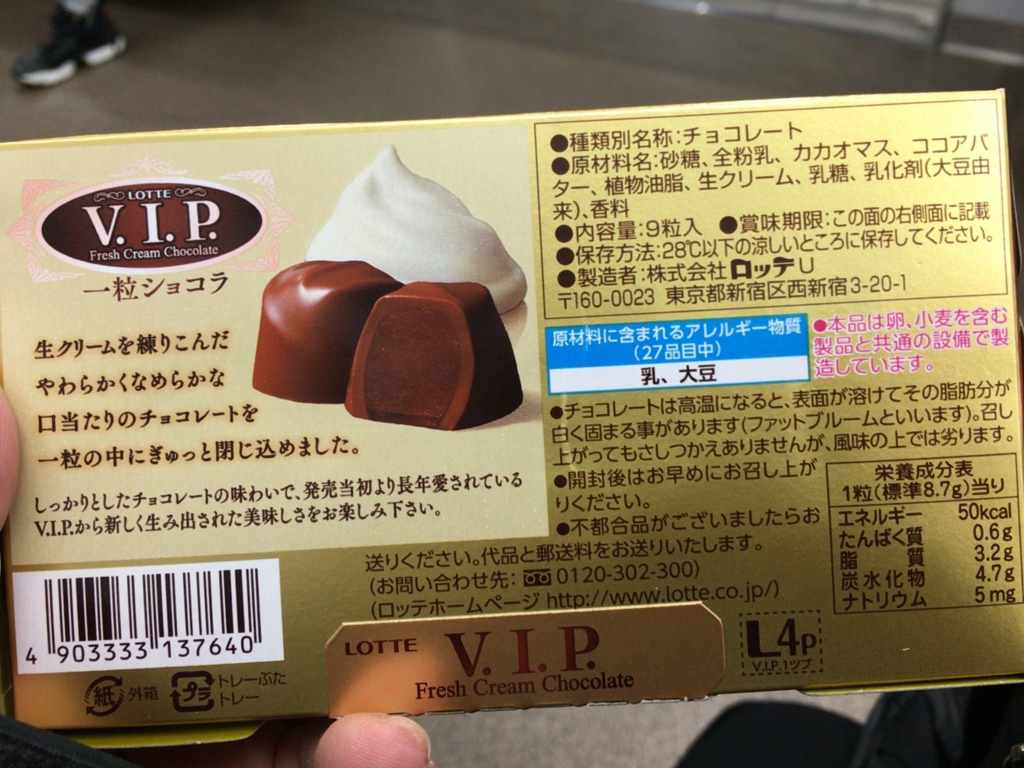 LOTTE
V.I.P.
Fresh Cream Chocolate
一粒ショコラ
生クリームを練りこんだ
やわらかくなめらかな
口当たりのチョコレートを
一粒の中にぎゅっと閉じ込めました。
しっかりとしたチョコレートの味わいで、発売当初より長年愛されている
V.I.P.から新しく生み出された美味しさをお楽しみ下さい。
●種類別名称:チョコレート
●原材料名:砂糖、全粉乳、カカオマス、ココアバ
ター、植物油脂、生クリーム、乳糖、乳化剤(大豆由
来)、香料
●内容量:9粒入 ●賞味期限:この面の右側面に記載
●保存方法:28℃以下の涼しいところに保存してください。
●製造者:株式会社ロッテU
〒160-0023 東京都新宿区西新宿3-20-1
原材料に含まれるアレルギー物質
(27品目中)
乳、大豆
●本品は卵、小麦を含む
製品と共通の設備で製
造しています。
●チョコレートは高温になると、表面が溶けてその脂肪分が
白く固まる事があります(ファットブルームといいます)。召し
上がってもさしつかえありませんが、風味の上では劣ります。
●開封後はお早めにお召し上が
りください。
●不都合品がございましたらお
送りください。代品と郵送料をお送りいたします。
(お問い合わせ先:0120-302-300)
(ロッテホームページ http://www.lotte.co.jp/)
栄養成分表
1粒(標準8.7g)当り
エネルギー 50kcal
たんぱく質 0.6g
脂質 3.2g
炭水化物 4.7g
ナトリウム 5mg
4 903333 137640
紙 外箱
プラ トレーぶた
トレー
LOTTE V.I.P.
Fresh Cream Chocolate
L4P
V.I.P.1ツブ